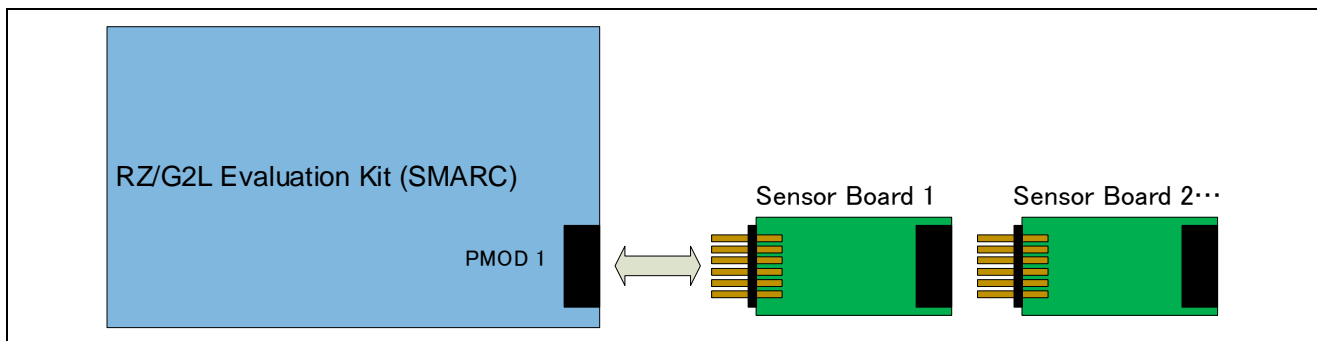 RZ/G2L Evaluation Kit (SMARC)
PMOD 1
Sensor Board 1
Sensor Board 2⋯